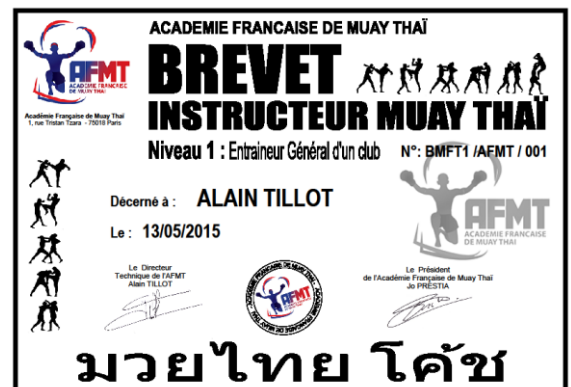 ACADEMIE FRANCAISE DE MUAY THAÏ
AFMT
ACADEMIE FRANCAISE
DE MUAY THAI
BREVET
INSTRUCTEUR MUAY THAÏ
Académie Française de Muay Thaï
1, rue Tristan Tzara - 75018 Paris
Niveau 1 : Entraineur Général d'un club N°: BMFT1 /AFMT / 001
Décerné à : ALAIN TILLOT
Le : 13/05/2015
AFMT
ACADEMIE FRANCAISE
DE MUAY THAI
Le Directeur
Technique de l'AFMT
Alain TILLOT
AFMT
Le Président
de l'Académie Française de Muay Thaï
Jo PRESTIA
มวยไทย โค้ช